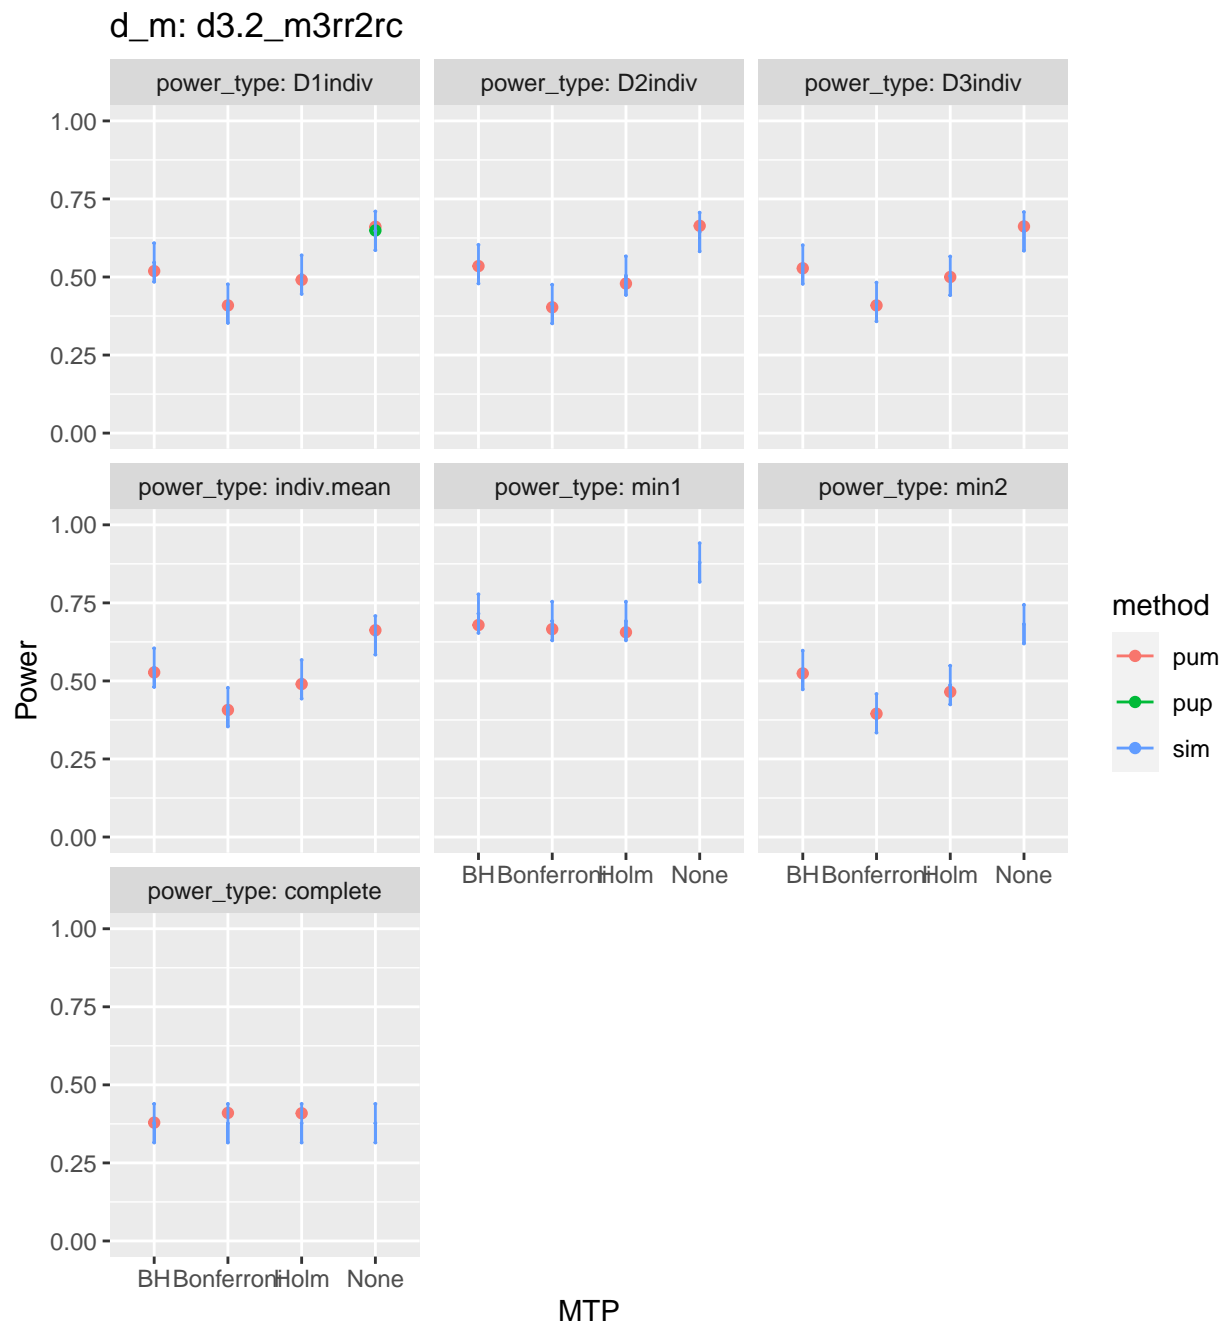 d_m: d3.2_m3rr2rc
power_type: D1indiv
power_type: D2indiv
power_type: D3indiv
1.00
0.75
0.50
0.25
0.00
power_type: indiv.mean
power_type: min1
power_type: min2
1.00
0.75
0.50
0.25
0.00
BH Bonferroni Holm None
BH Bonferroni Holm None
power_type: complete
1.00
0.75
0.50
0.25
0.00
BH Bonferroni Holm None
MTP
Power
method
pum
pup
sim